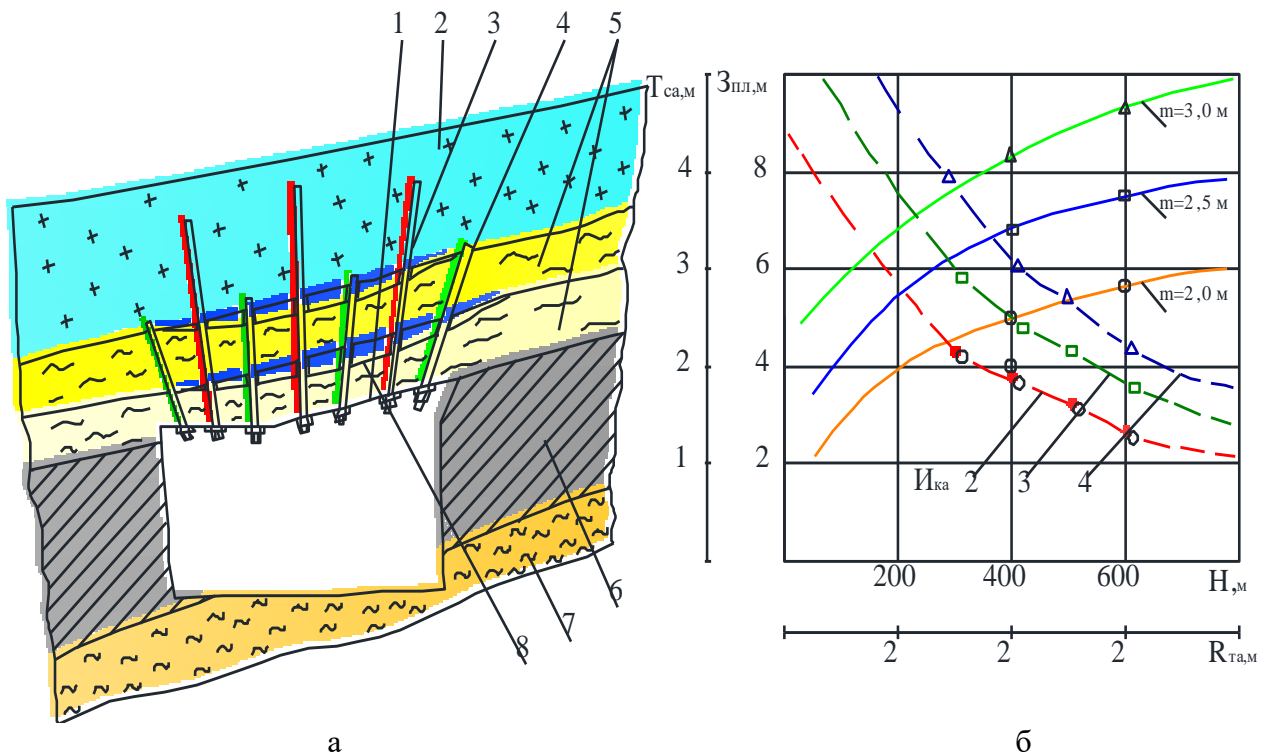 1 2 3 4 5
Тса,м Зпл,м
4 8
3 6
2 4
1 2
m=3,0 м
m=2,5 м
m=2,0 м
Ика 2 3 4
200 400 600 Н,м
2 2 2 Rта,м
6
7
8
а б